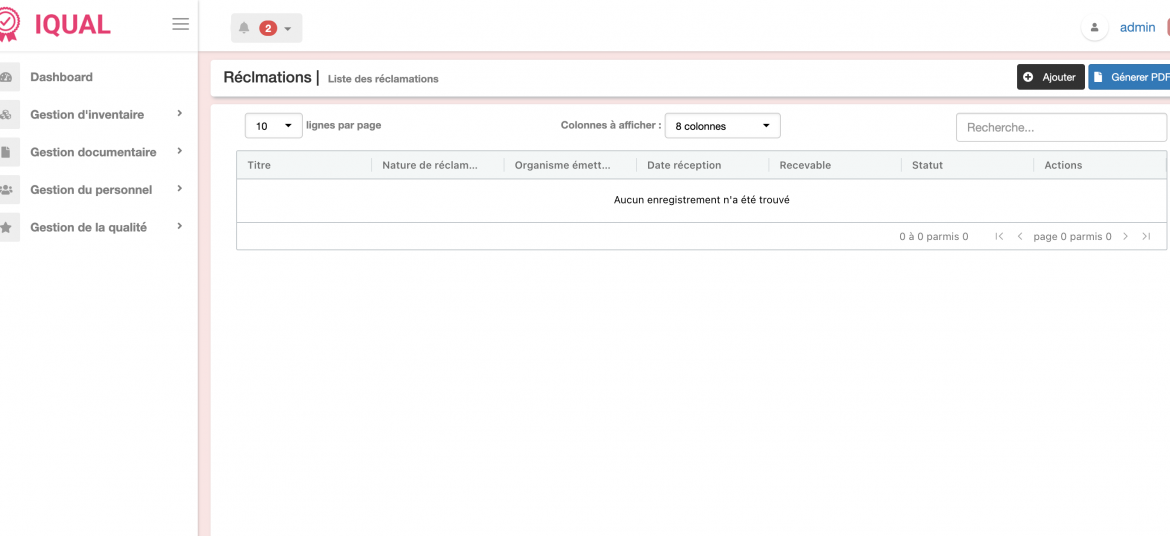 IQUAL
2
admin
Dashboard
Gestion d'inventaire
Gestion documentaire
Gestion du personnel
Gestion de la qualité
Réclmations | Liste des réclamations
Ajouter
Génerer PDF
10 lignes par page
Colonnes à afficher : 8 colonnes
Recherche...
Titre Nature de réclam... Organisme émett... Date réception Recevable Statut Actions
Aucun enregistrement n'a été trouvé
0 à 0 parmis 0 page 0 parmis 0